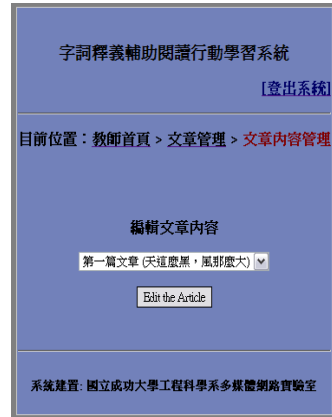 字詞釋義輔助閱讀行動學習系統
[登出系統]
目前位置：教師首頁 > 文章管理 > 文章內容管理
編輯文章內容
第一篇文章 (天這麼黑，風那麼大)
Edit the Article
系統建置: 國立成功大學工程科學系多媒體網路實驗室